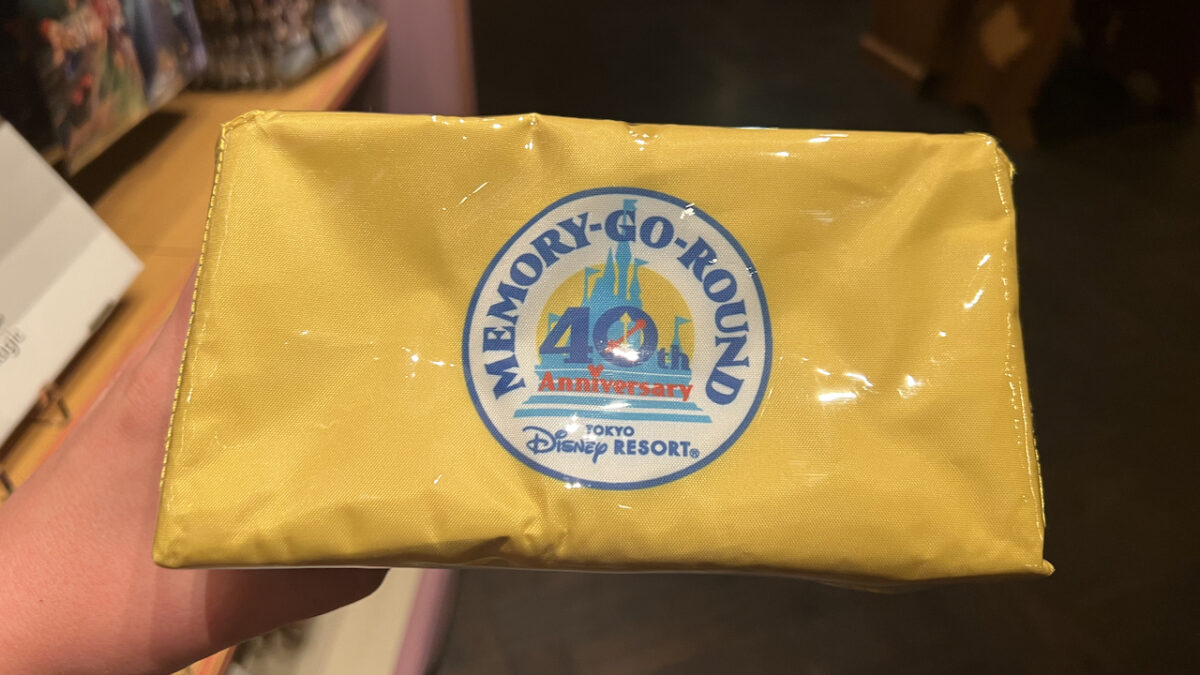 MEMORY-GO-ROUND
40th
Anniversary
TOKYO
Disney RESORT®